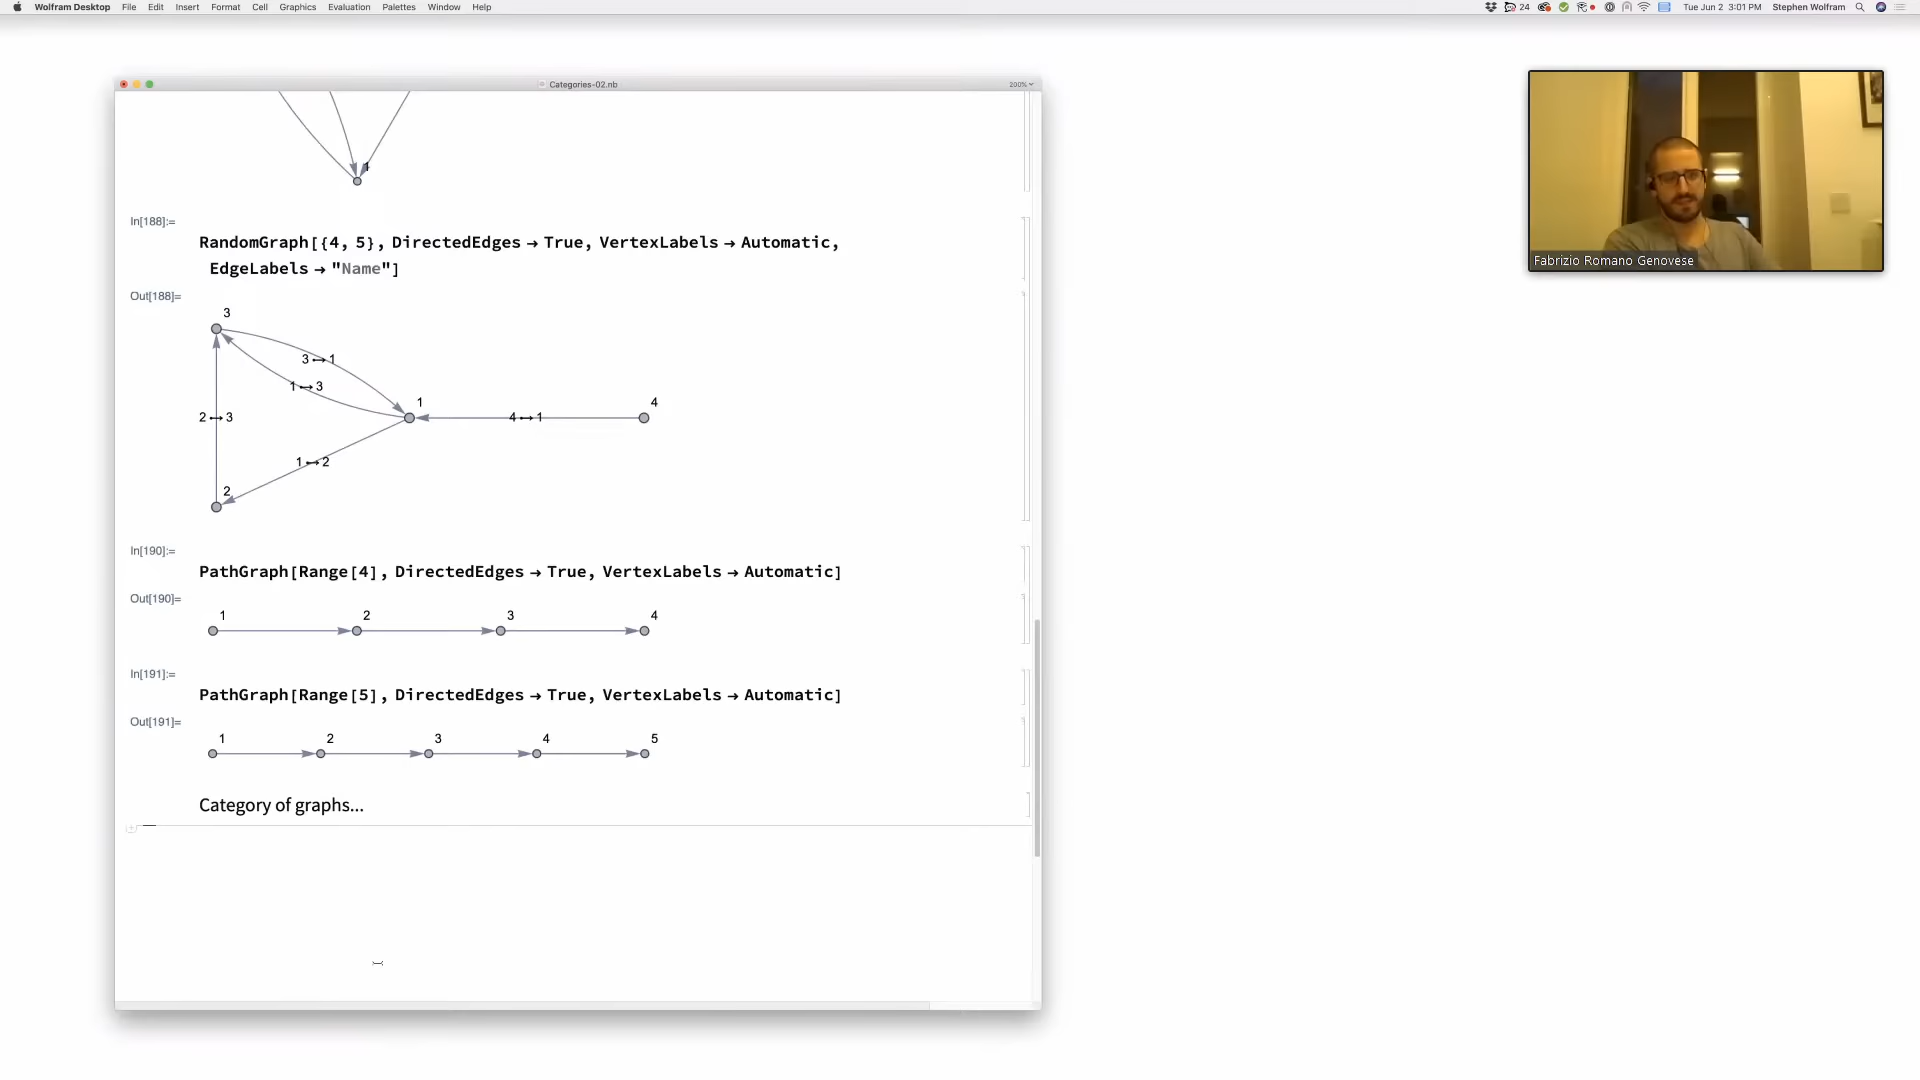 Wolfram Desktop File Edit Insert Format Cell Graphics Evaluation Palettes Window Help 24 Tue Jun 2 3:01 PM Stephen Wolfram
Categories-02.nb 200%
4
In[188]:=
RandomGraph[{4, 5}, DirectedEdges → True, VertexLabels → Automatic,
EdgeLabels → "Name"]
Out[188]=
3
3 ↦ 1
1 ↦ 3
1
4
2 ↦ 3
4 ↦ 1
1 ↦ 2
2
In[190]:=
PathGraph[Range[4], DirectedEdges → True, VertexLabels → Automatic]
Out[190]=
1 2 3 4
In[191]:=
PathGraph[Range[5], DirectedEdges → True, VertexLabels → Automatic]
Out[191]=
1 2 3 4 5
Category of graphs...
Fabrizio Romano Genovese